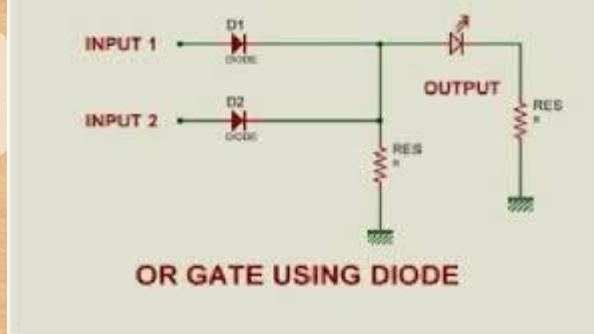 D1
INPUT 1
DIODE
OUTPUT
D2
INPUT 2
DIODE
RES
R
RES
R
OR GATE USING DIODE